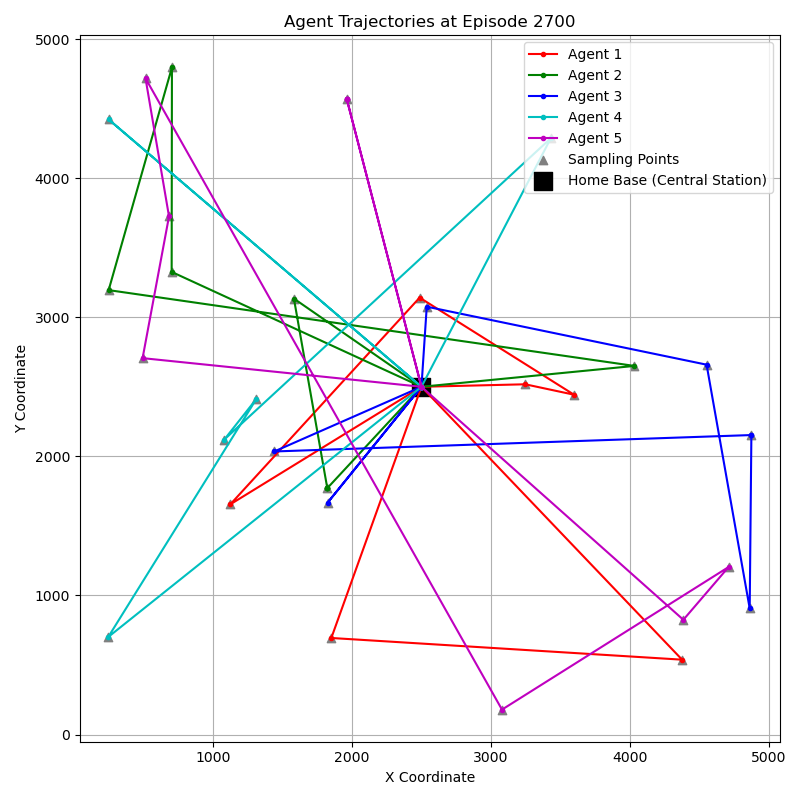 Agent Trajectories at Episode 2700
Agent 1
Agent 2
Agent 3
Agent 4
Agent 5
Sampling Points
Home Base (Central Station)
5000
4000
3000
2000
1000
0
Y Coordinate
1000
2000
3000
4000
5000
X Coordinate